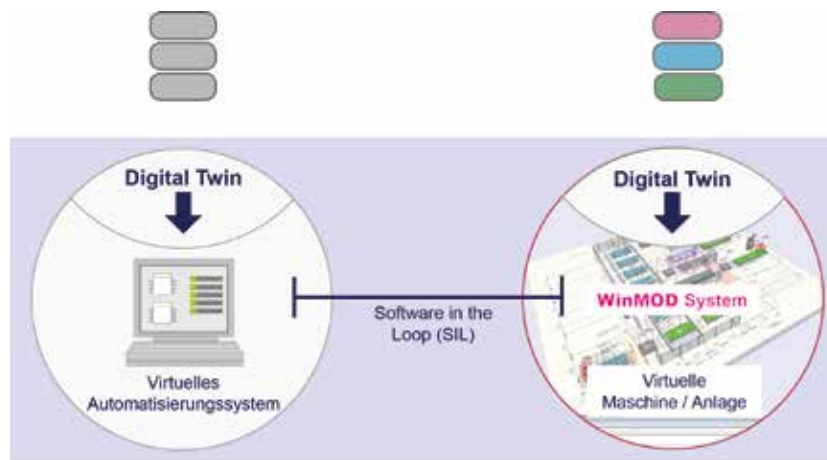 Digital Twin
Virtuelles
Automatisierungssystem
Software in the
Loop (SIL)
Digital Twin
WinMOD System
Virtuelle
Maschine / Anlage